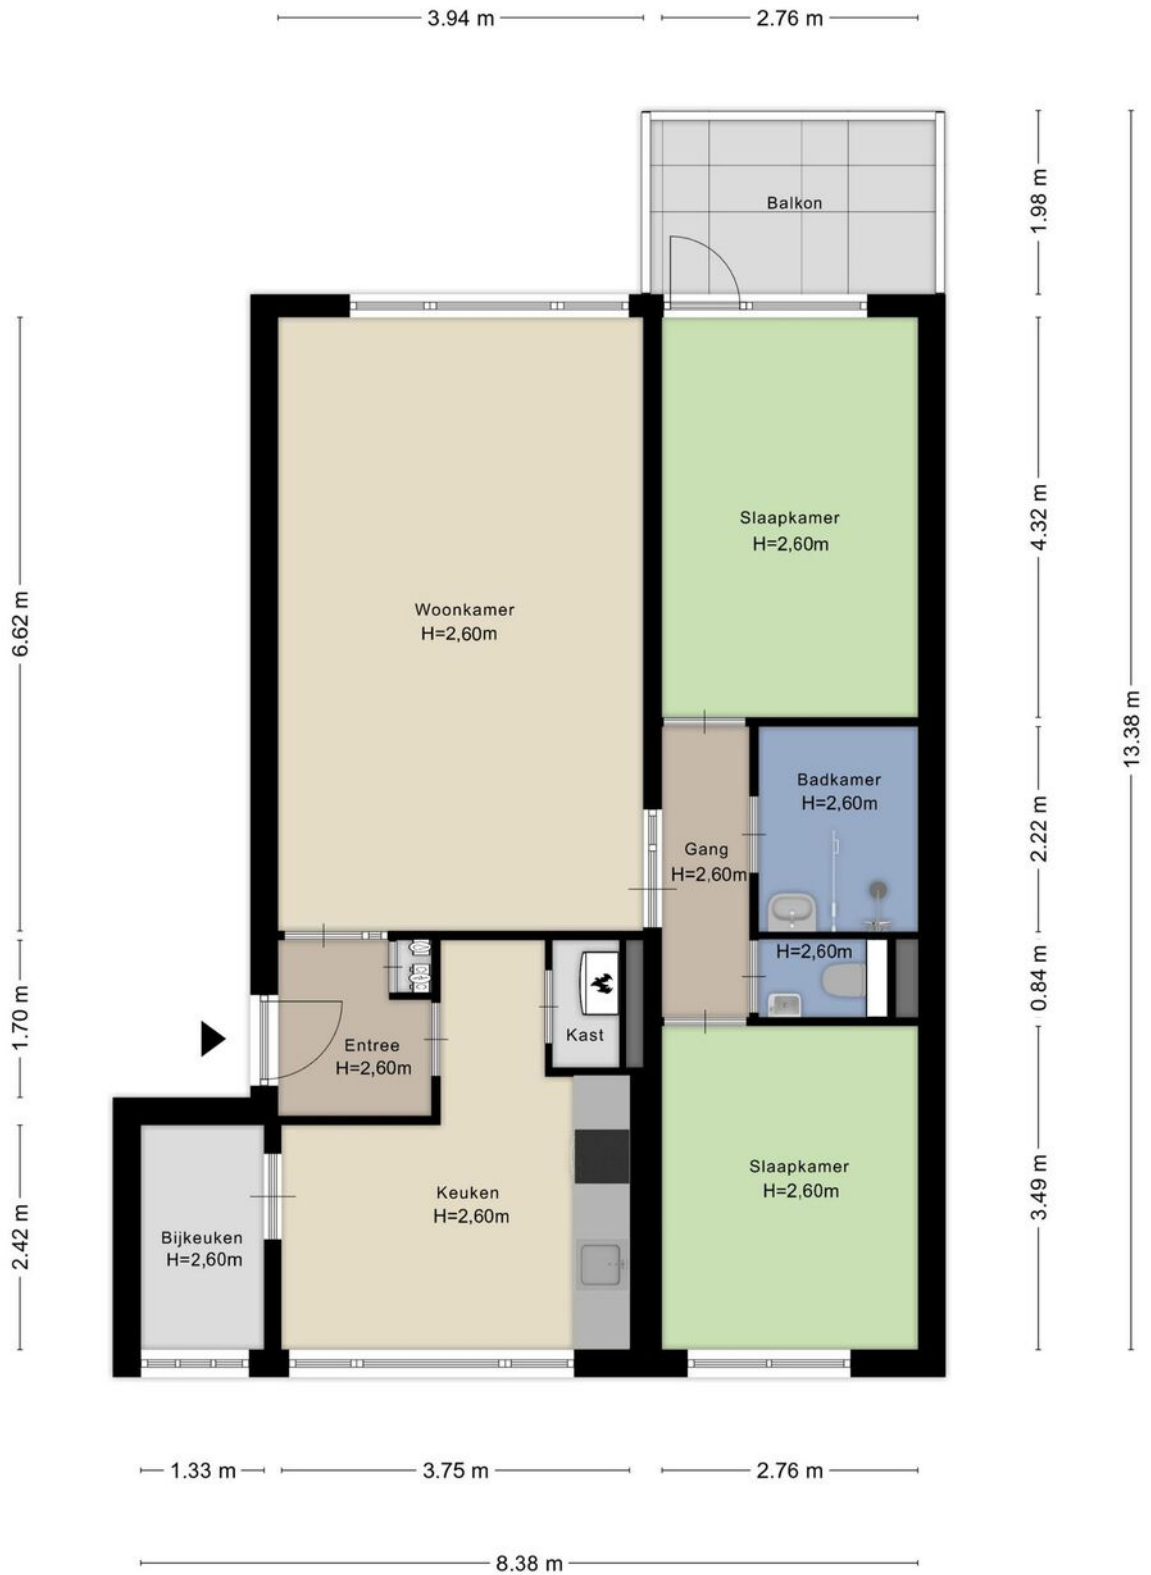 3.94 m
2.76 m
1.98 m
Balkon
4.32 m
13.38 m
6.62 m
Slaapkamer
H=2,60m
Woonkamer
H=2,60m
Badkamer
H=2,60m
2.22 m
Gang
H=2,60m
H=2,60m
0.84 m
1.70 m
Kast
Entree
H=2,60m
Slaapkamer
H=2,60m
3.49 m
Keuken
H=2,60m
Bijkeuken
H=2,60m
2.42 m
1.33 m
3.75 m
2.76 m
8.38 m